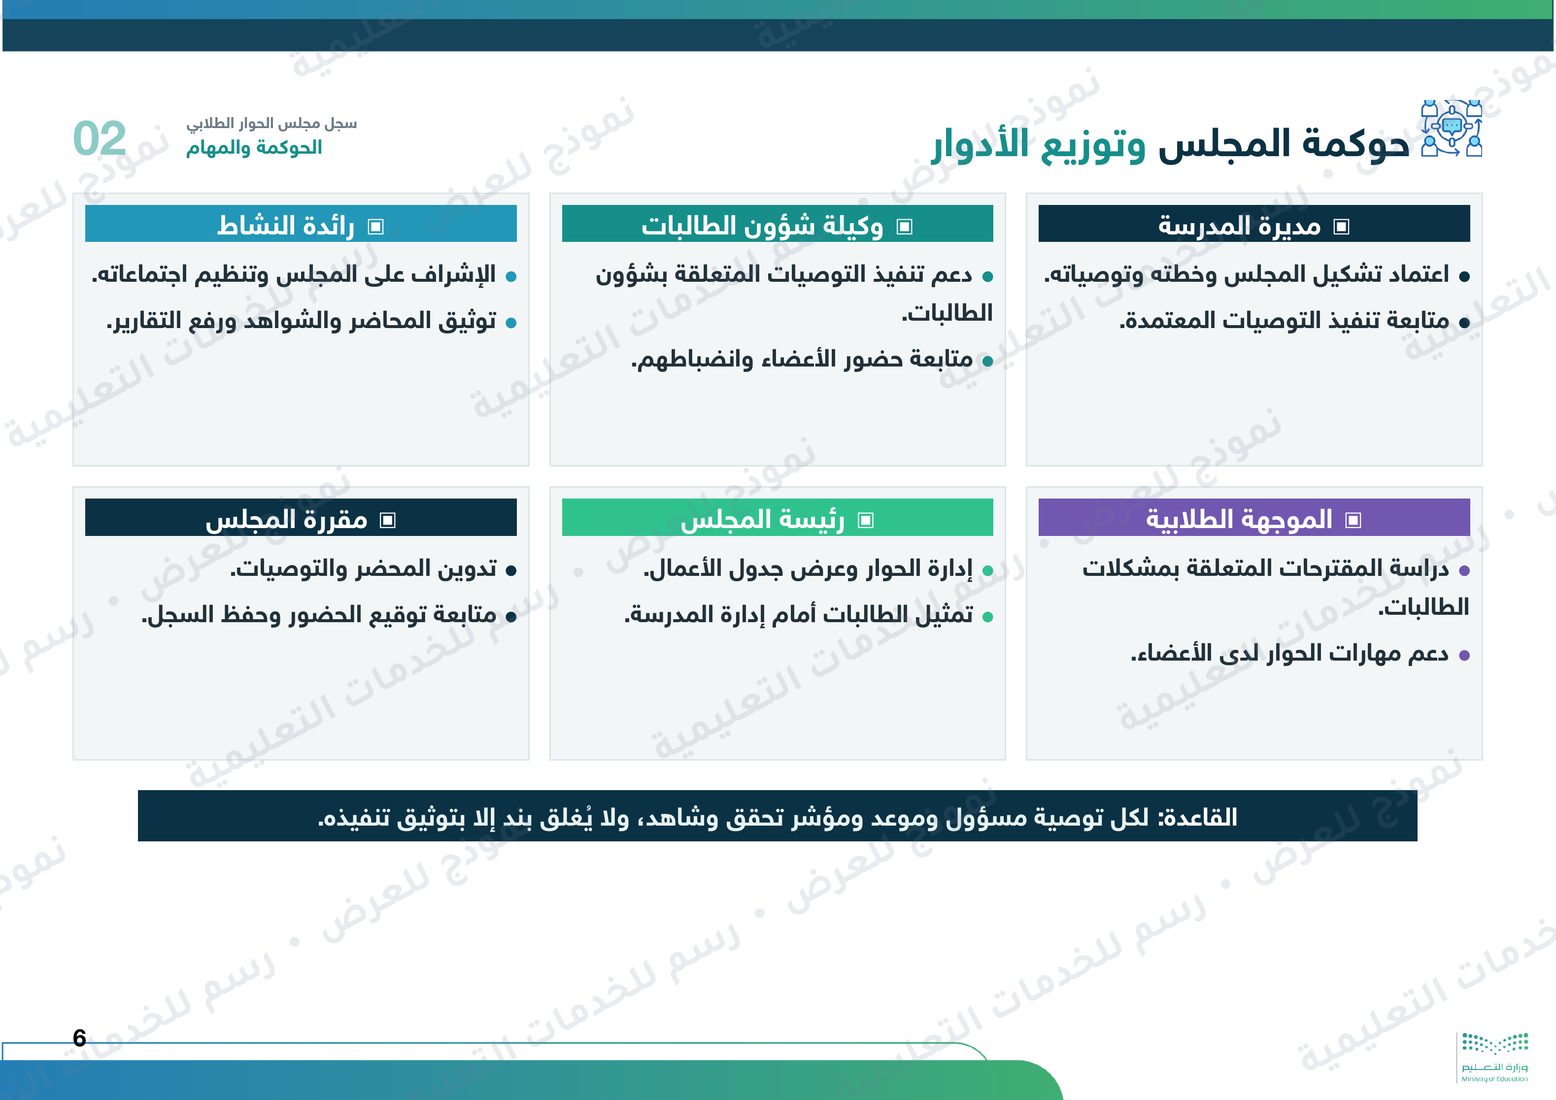 حوكمة المجلس وتوزيع الأدوار
سجل مجلس الحوار الطلابي
الحوكمة والمهام
02
مديرة المدرسة
اعتماد تشكيل المجلس وخطته وتوصياته.
متابعة تنفيذ التوصيات المعتمدة.
وكيلة شؤون الطالبات
دعم تنفيذ التوصيات المتعلقة بشؤون
الطالبات.
متابعة حضور الأعضاء وانضباطهم.
رائدة النشاط
الإشراف على المجلس وتنظيم اجتماعاته.
توثيق المحاضر والشواهد ورفع التقارير.
الموجهة الطلابية
دراسة المقترحات المتعلقة بمشكلات
الطالبات.
دعم مهارات الحوار لدى الأعضاء.
رئيسة المجلس
إدارة الحوار وعرض جدول الأعمال.
تمثيل الطالبات أمام إدارة المدرسة.
مقررة المجلس
تدوين المحضر والتوصيات.
متابعة توقيع الحضور وحفظ السجل.
القاعدة: لكل توصية مسؤول وموعد ومؤشر تحقق وشاهد، ولا يُغلق بند إلا بتوثيق تنفيذه.
6
وزارة التعليم
Ministry of Education
نموذج للعرض • رسم للخدمات التعليمية